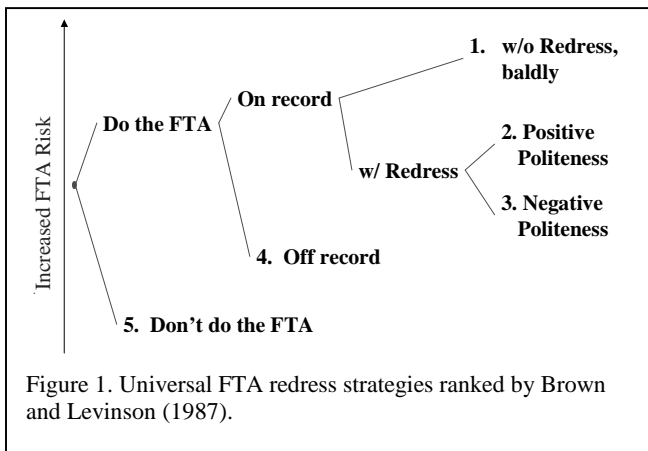 1. w/o Redress,
baldly
On record
Do the FTA
2. Positive
Politeness
w/ Redress
3. Negative
Politeness
4. Off record
5. Don't do the FTA
Increased FTA Risk
Figure 1. Universal FTA redress strategies ranked by Brown
and Levinson (1987).